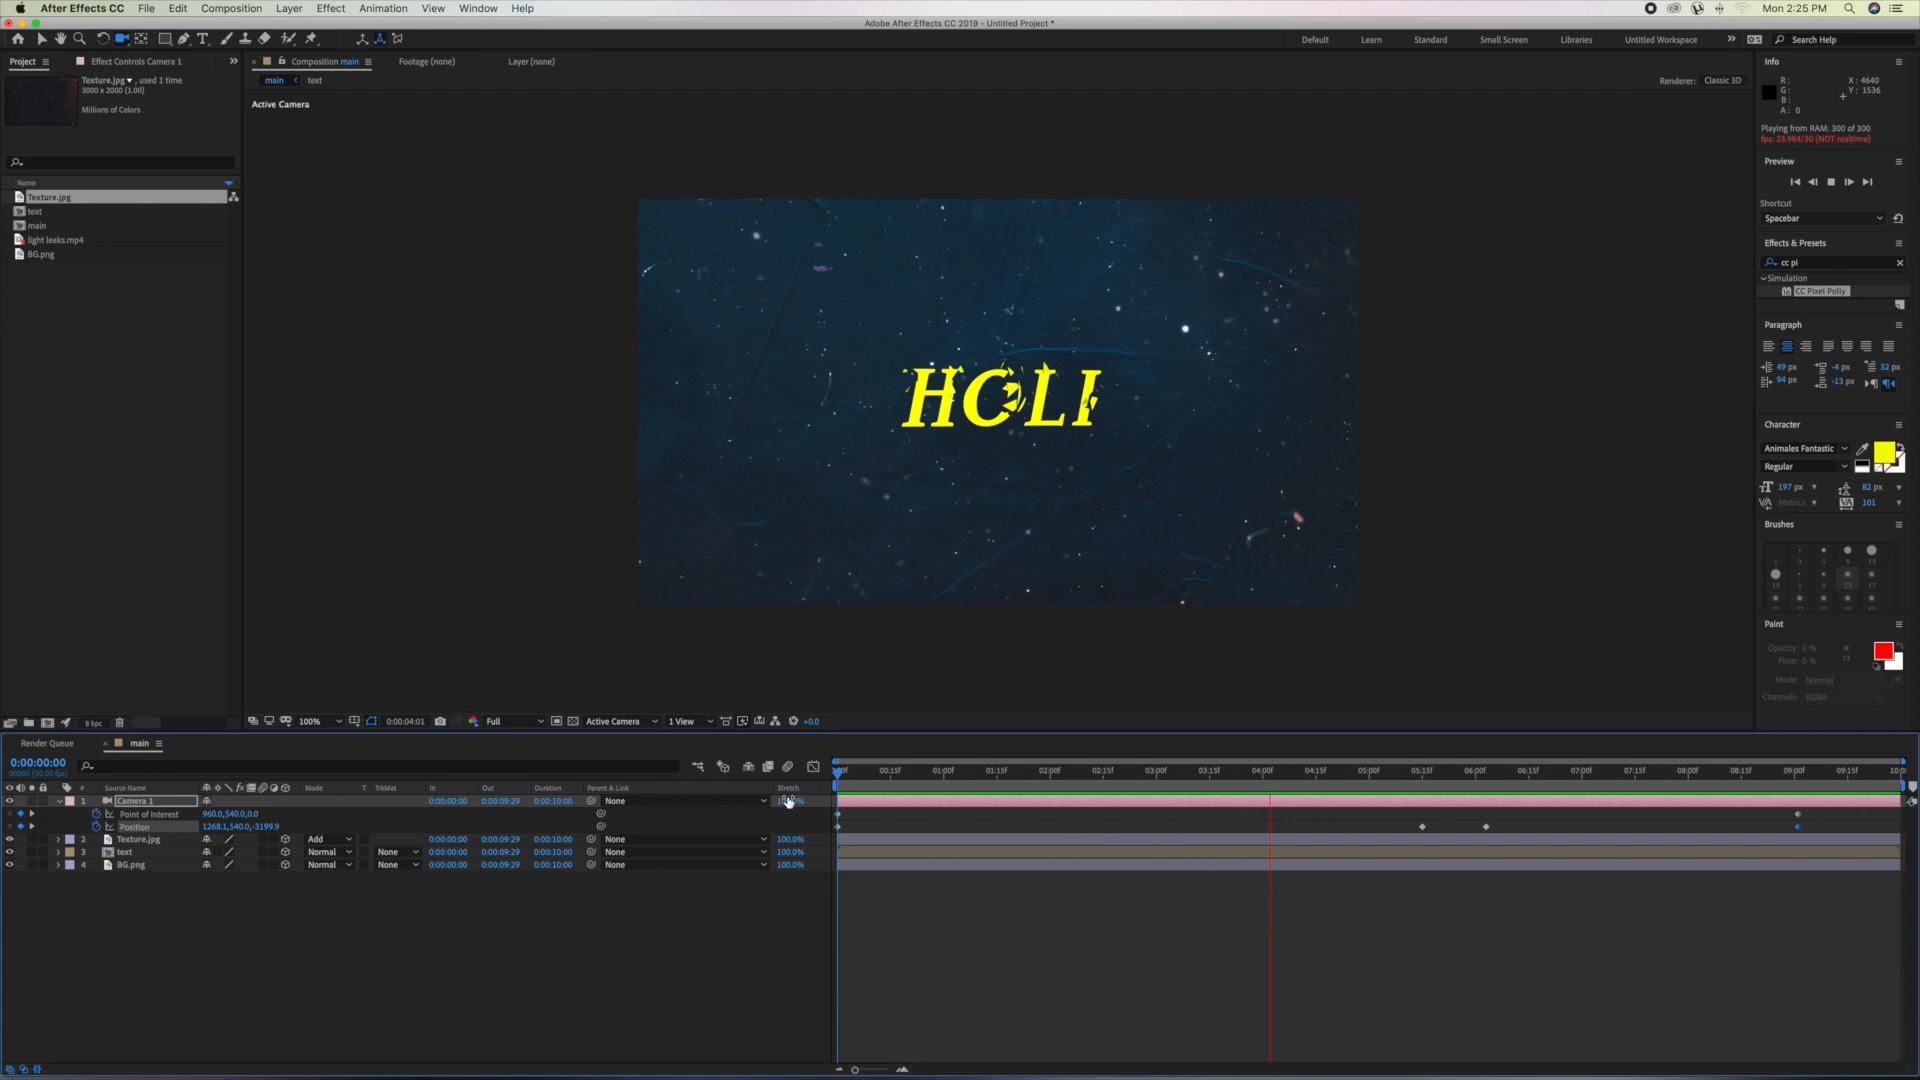 After Effects CC File Edit Composition Layer Effect Animation View Window Help Mon 2:25 PM
Adobe After Effects CC 2019 - Untitled Project *
Default Learn Standard Small Screen Libraries Untitled Workspace Search Help
Project Effect Controls Camera 1 Composition main Footage (none) Layer (none) Info
Texture.jpg , used 1 time
3000 x 2000 (1.00)
Millions of Colors
main text Renderer: Classic 3D
Active Camera
R: X: 4640
G: Y: 1536
B:
A: 0
Playing from RAM: 300 of 300
fps: 23.984/30 (NOT realtime)
Preview
Shortcut
Spacebar
Effects & Presets
cc pi
Simulation
CC Pixel Polly
Name
Texture.jpg
text
main
light leaks.mp4
BG.png
HOLI
Paragraph
49 px -4 px 32 px
94 px -13 px
Character
Animales Fantastic
Regular
197 px 82 px
Metrics 101
Brushes
1 3 5 9 13
19 5 9 13 17
Paint
Opacity: 0 %
Flow: 0 % 13
Mode: Normal
Channels: RGBA
8 bpc 100% 0:00:04:01 Full Active Camera 1 View +0.0
Render Queue main
0:00:00:00
00000 (30.00 fps)
00:15f 01:00f 01:15f 02:00f 02:15f 03:00f 03:15f 04:00f 04:15f 05:00f 05:15f 06:00f 06:15f 07:00f 07:15f 08:00f 08:15f 09:00f 09:15f
# Source Name Mode T TrkMat In Out Duration Parent & Link Stretch
1 Camera 1 0:00:00:00 0:00:09:29 0:00:10:00 None
Point of Interest 960.0,540.0,0.0
Position 1268.1,540.0,-3199.9
2 Texture.jpg Add 0:00:00:00 0:00:09:29 0:00:10:00 None 100.0%
3 text Normal None 0:00:00:00 0:00:09:29 0:00:10:00 None 100.0%
4 BG.png Normal None 0:00:00:00 0:00:09:29 0:00:10:00 None 100.0%